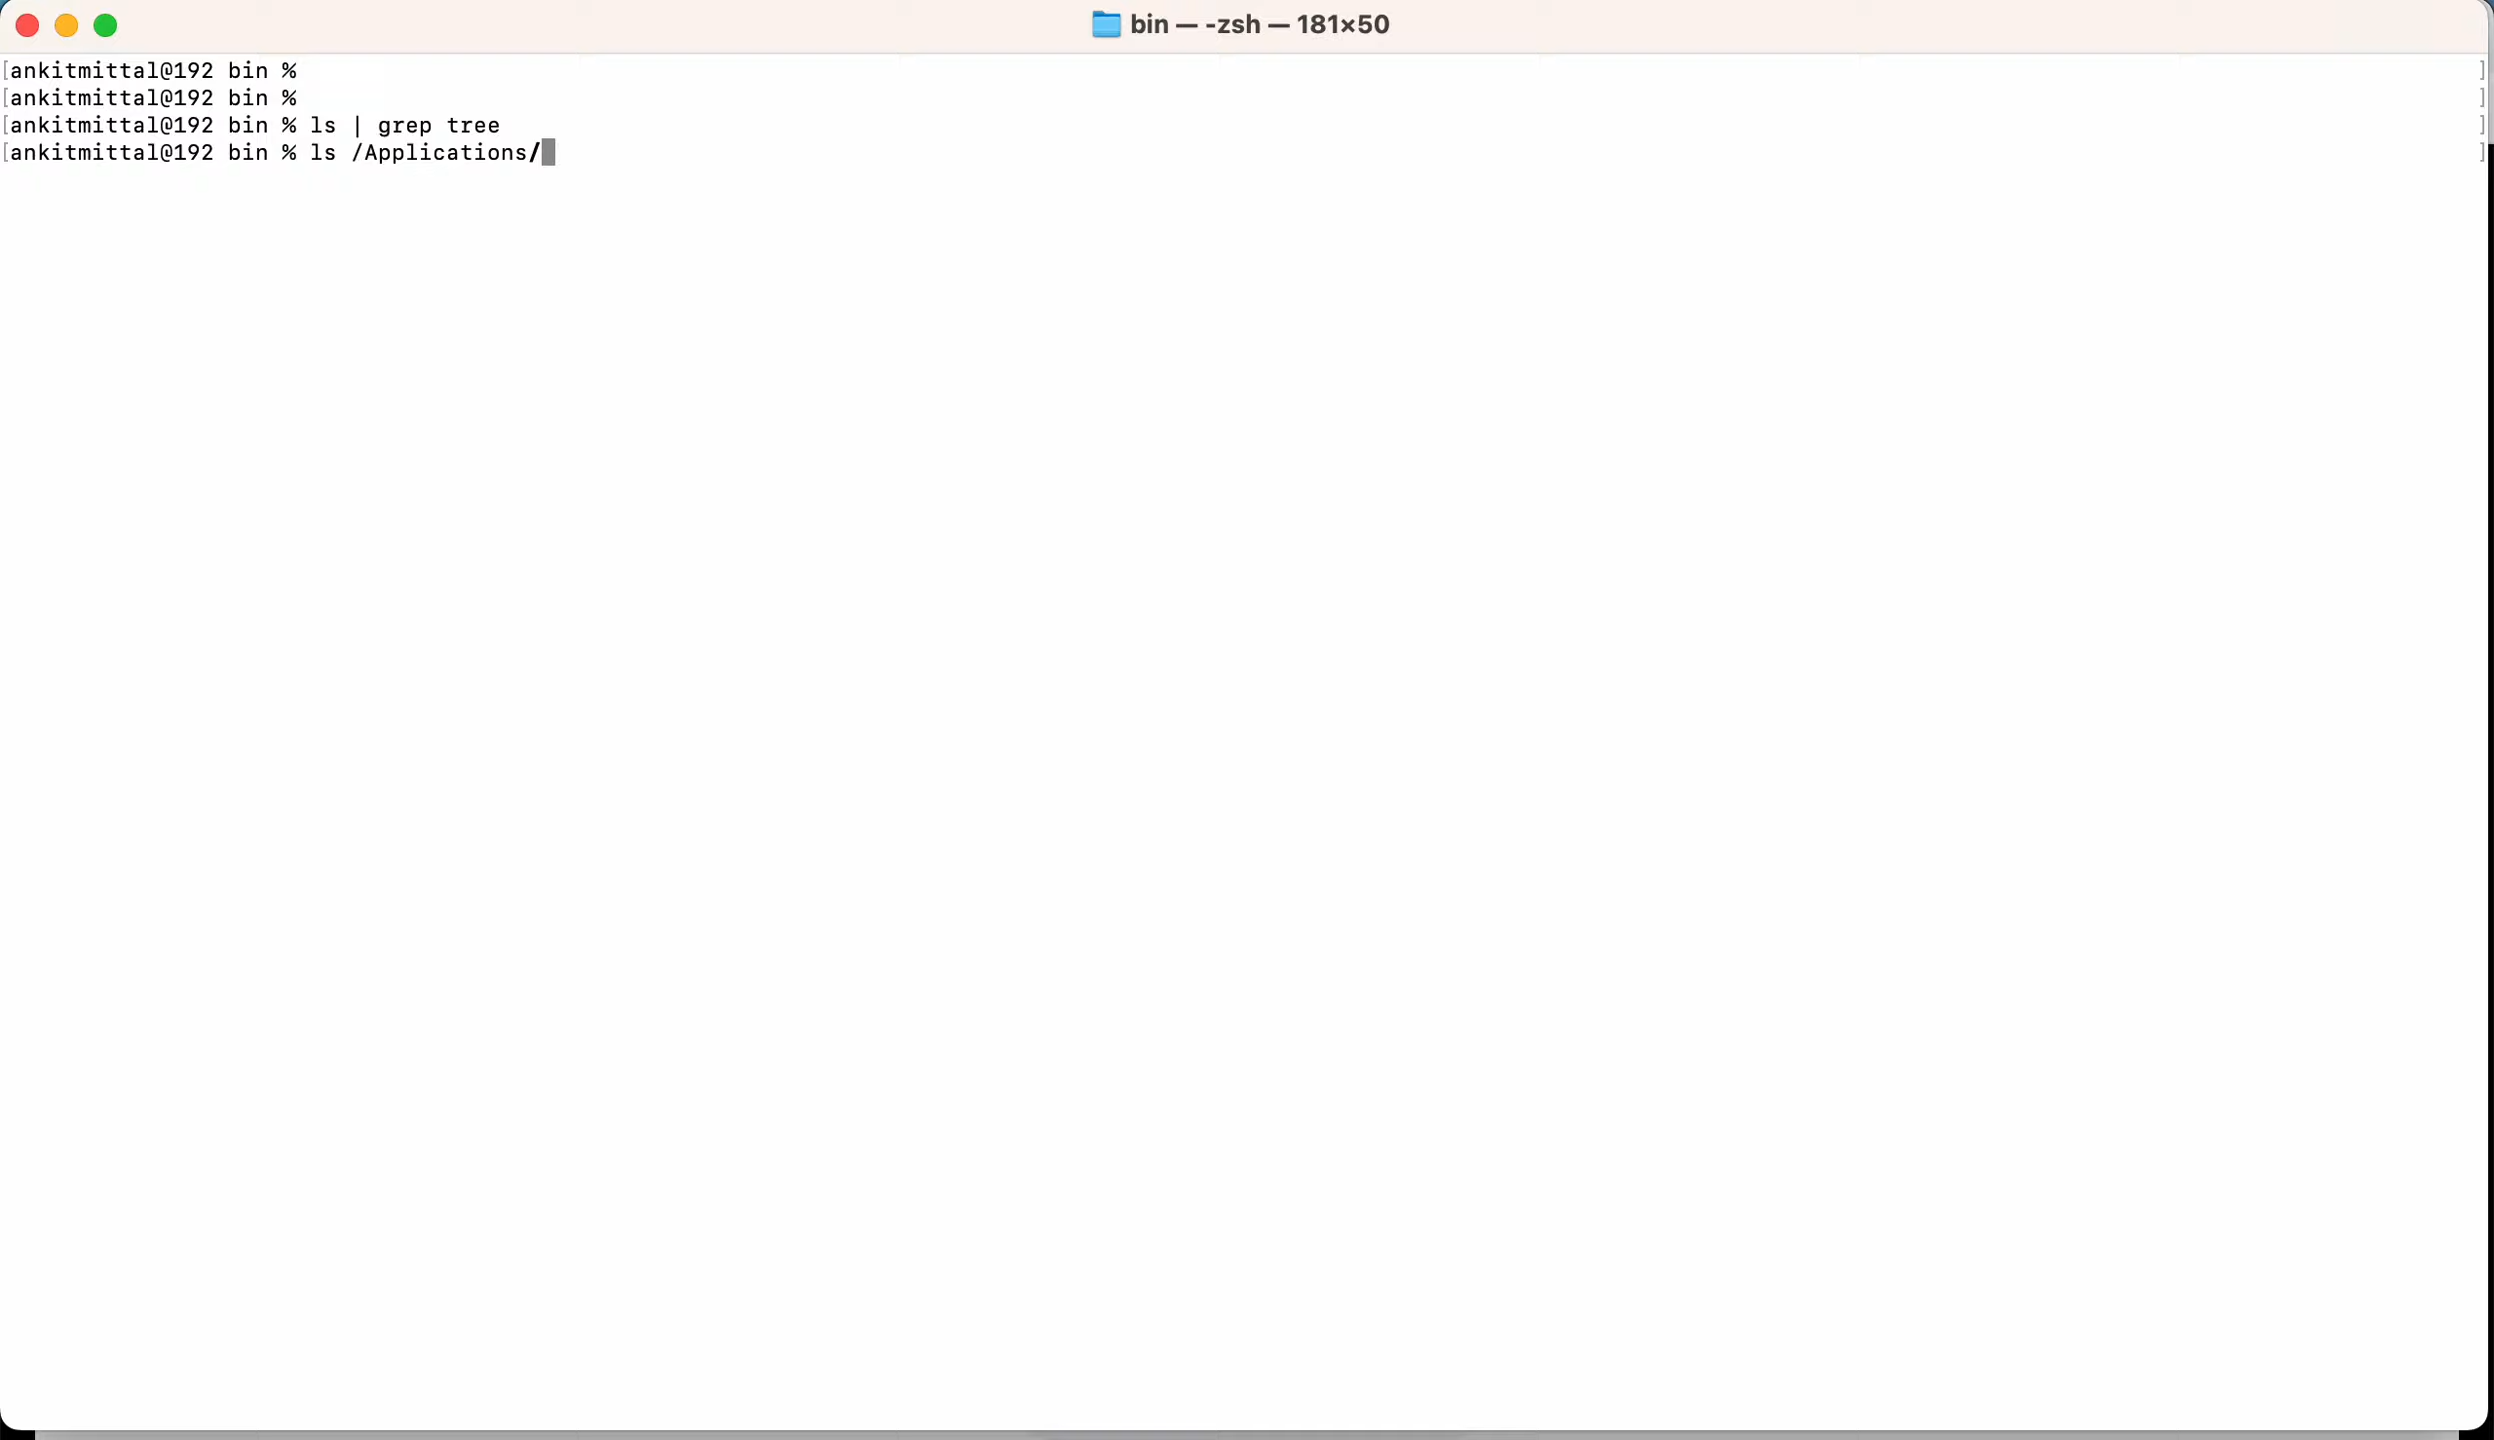 bin — -zsh — 181×50
[ankitmittal@192 bin % ]
[ankitmittal@192 bin % ]
[ankitmittal@192 bin % ls | grep tree ]
[ankitmittal@192 bin % ls /Applications/ ]